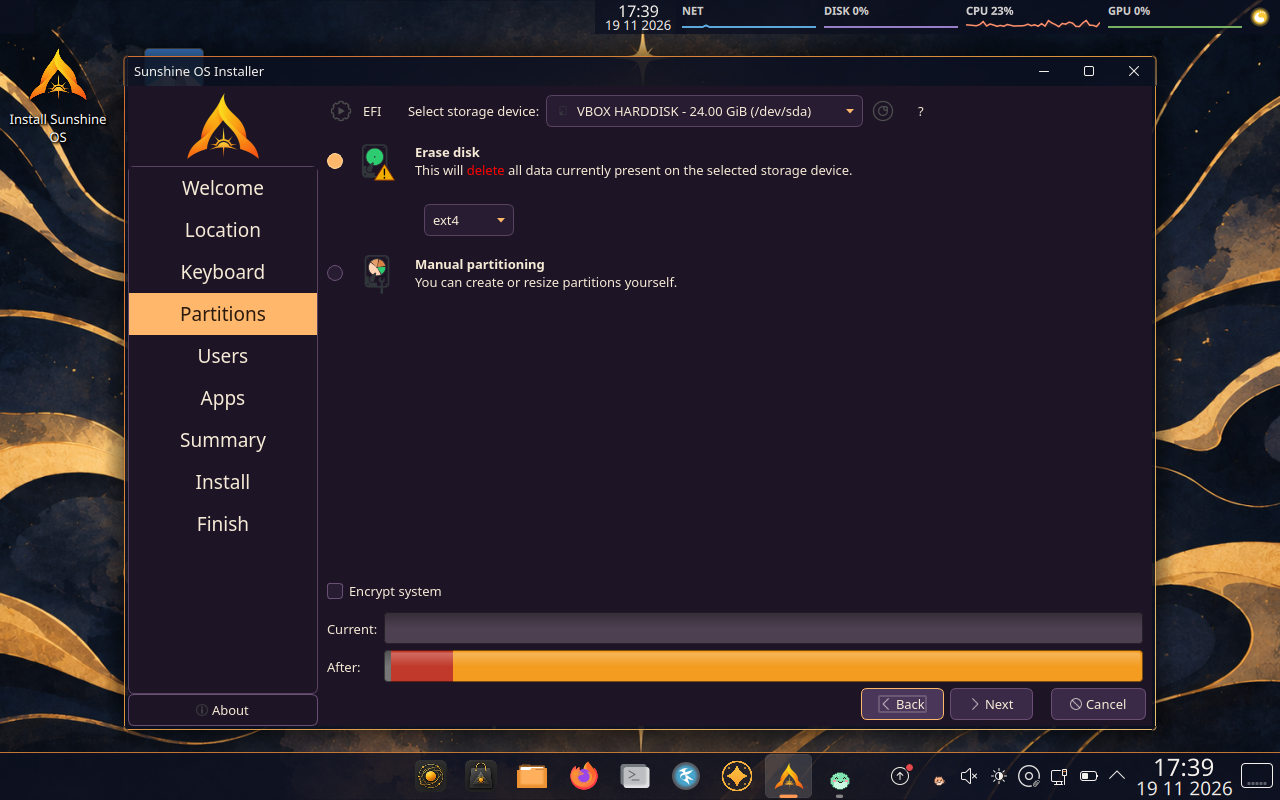 17:39
19 11 2026
NET
DISK 0%
CPU 23%
GPU 0%
Install Sunshine
OS
Sunshine OS Installer
EFI
Select storage device:
VBOX HARDDISK - 24.00 GiB (/dev/sda)
?
Welcome
Location
Keyboard
Partitions
Users
Apps
Summary
Install
Finish
About
Erase disk
This will delete all data currently present on the selected storage device.
ext4
Manual partitioning
You can create or resize partitions yourself.
Encrypt system
Current:
After:
Back
Next
Cancel
17:39
19 11 2026